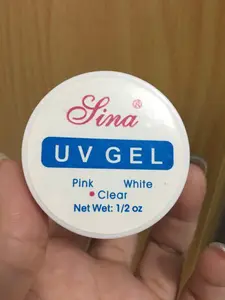 Sina®
UV GEL
Pink White
• Clear
Net Wet: 1/2 oz